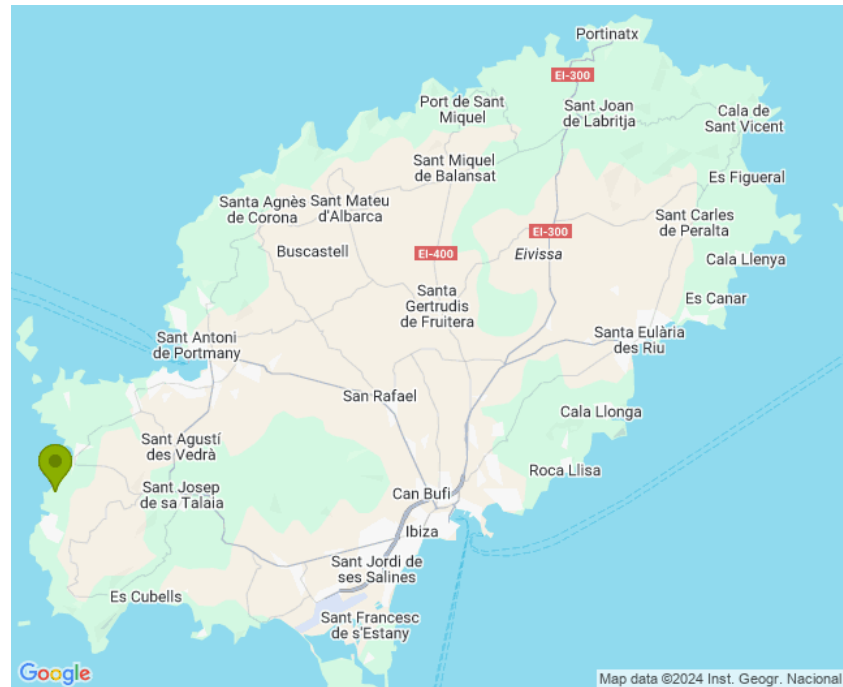 Portinatx
EI-300
Port de Sant
Miquel
Sant Joan
de Labritja
Cala de
Sant Vicent
Sant Miquel
de Balansat
Es Figueral
Santa Agnès
de Corona
Sant Mateu
d'Albarca
Sant Carles
de Peralta
EI-300
Buscastell
EI-400
Eivissa
Cala Llenya
Santa
Gertrudis
de Fruitera
Es Canar
Sant Antoni
de Portmany
Santa Eulària
des Riu
San Rafael
Cala Llonga
Sant Agustí
des Vedrà
Roca Llisa
Sant Josep
de sa Talaia
Can Bufi
Ibiza
Sant Jordi de
ses Salines
Es Cubells
Sant Francesc
de s'Estany
Google
Map data ©2024 Inst. Geogr. Nacional